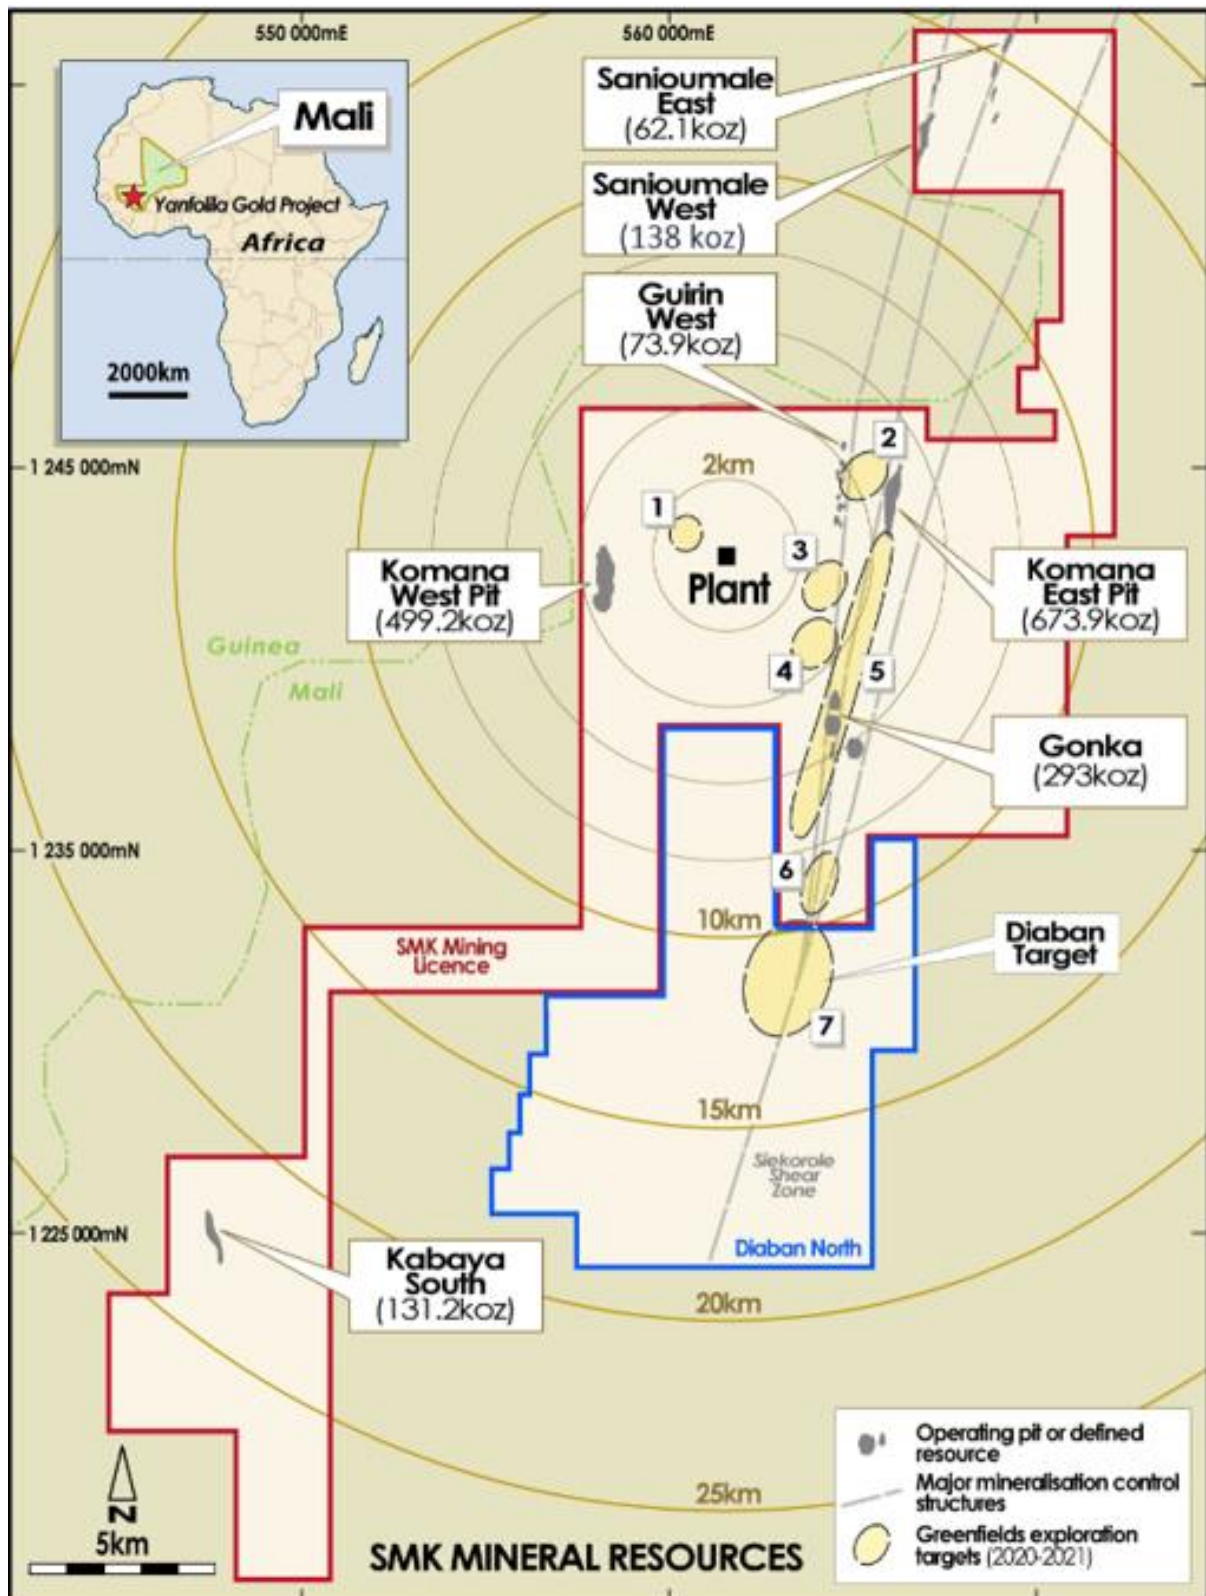 550 000mE
560 000mE
Mali
Yanfolila Gold Project
Africa
2000km
Sanioumale
East
(62.1koz)
Sanioumale
West
(138 koz)
Guirin
West
(73.9koz)
1 245 000mN
2km
1
2
3
4
5
6
7
Plant
Komana
West Pit
(499.2koz)
Komana
East Pit
(673.9koz)
Guinea
Mali
Gonka
(293koz)
1 235 000mN
10km
SMK Mining
Licence
Diaban
Target
15km
Siekorole
Shear
Zone
1 225 000mN
Diaban North
Kabaya
South
(131.2koz)
20km
25km
N
5km
SMK MINERAL RESOURCES
Operating pit or defined
resource
Major mineralisation control
structures
Greenfields exploration
targets (2020-2021)